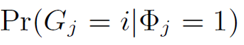 Pr(G_j = i|Φ_j = 1)